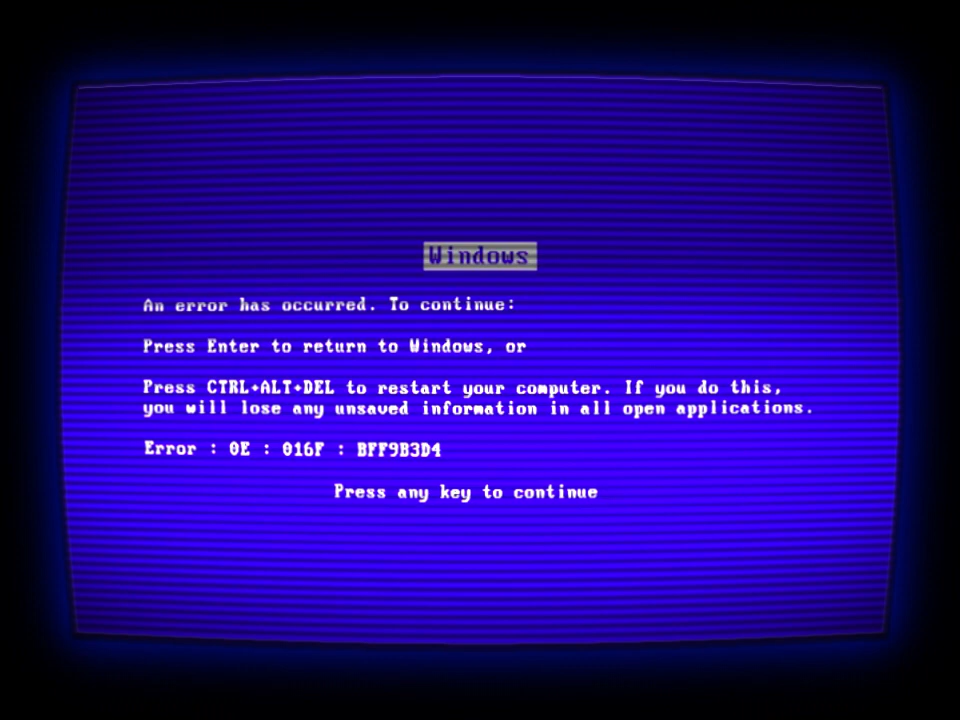 Windows
An error has occurred. To continue:
Press Enter to return to Windows, or
Press CTRL+ALT+DEL to restart your computer. If you do this,
you will lose any unsaved information in all open applications.
Error : 0E : 016F : BFF9B3D4
Press any key to continue